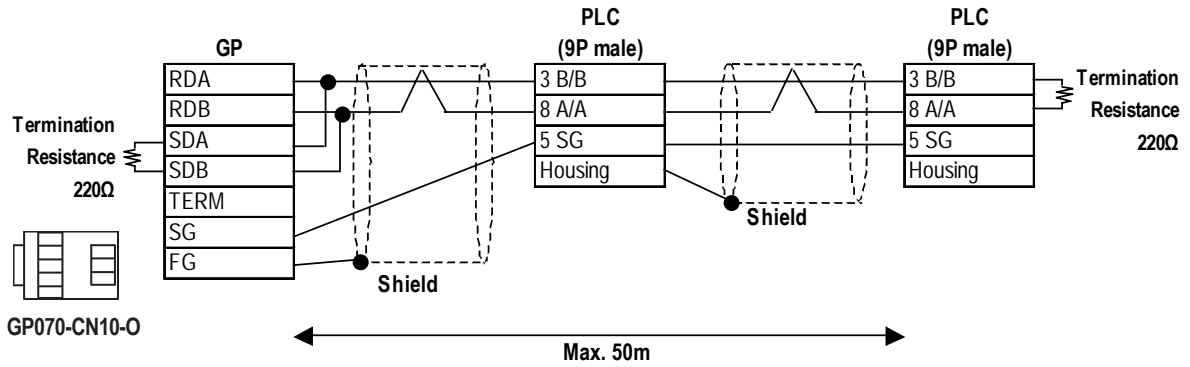 GP
RDA
RDB
SDA
SDB
TERM
SG
FG
Termination
Resistance
220Ω
GP070-CN10-O
Shield
PLC
(9P male)
3 B/B
8 A/A
5 SG
Housing
Shield
PLC
(9P male)
3 B/B
8 A/A
5 SG
Housing
Termination
Resistance
220Ω
Max. 50m